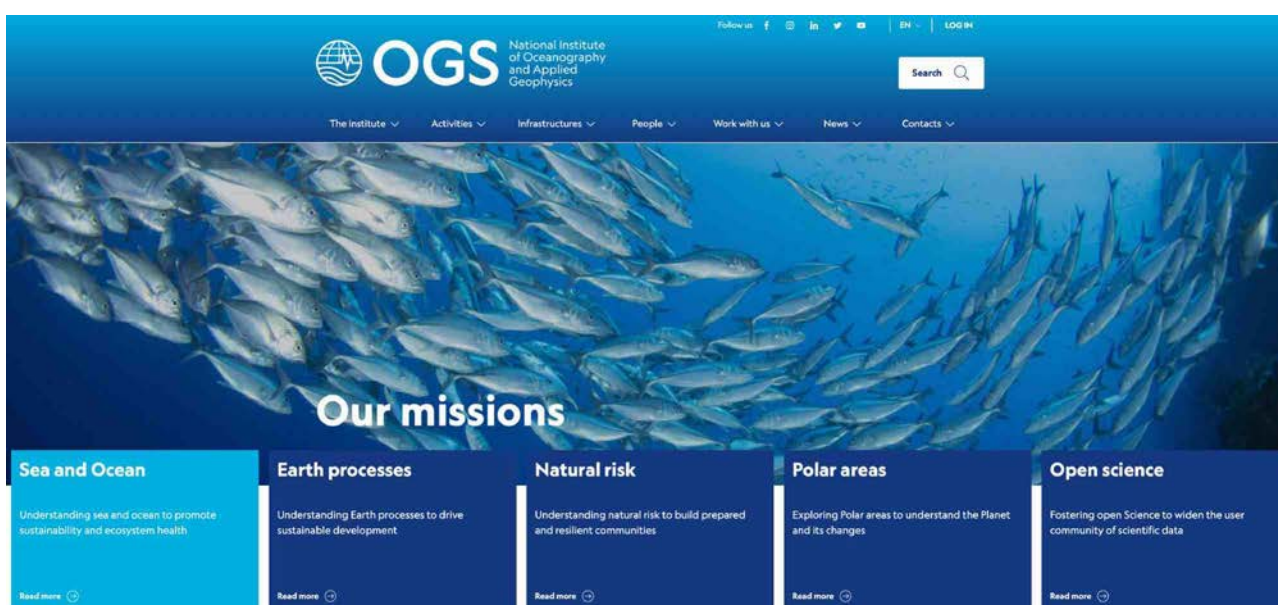 Follow us
EN
LOG IN
OGS
National Institute
of Oceanography
and Applied
Geophysics
Search
The institute
Activities
Infrastructures
People
Work with us
News
Contacts
Our missions
Sea and Ocean
Understanding sea and ocean to promote
sustainability and ecosystem health
Read more
Earth processes
Understanding Earth processes to drive
sustainable development
Read more
Natural risk
Understanding natural risk to build prepared
and resilient communities
Read more
Polar areas
Exploring Polar areas to understand the Planet
and its changes
Read more
Open science
Fostering open Science to widen the user
community of scientific data
Read more